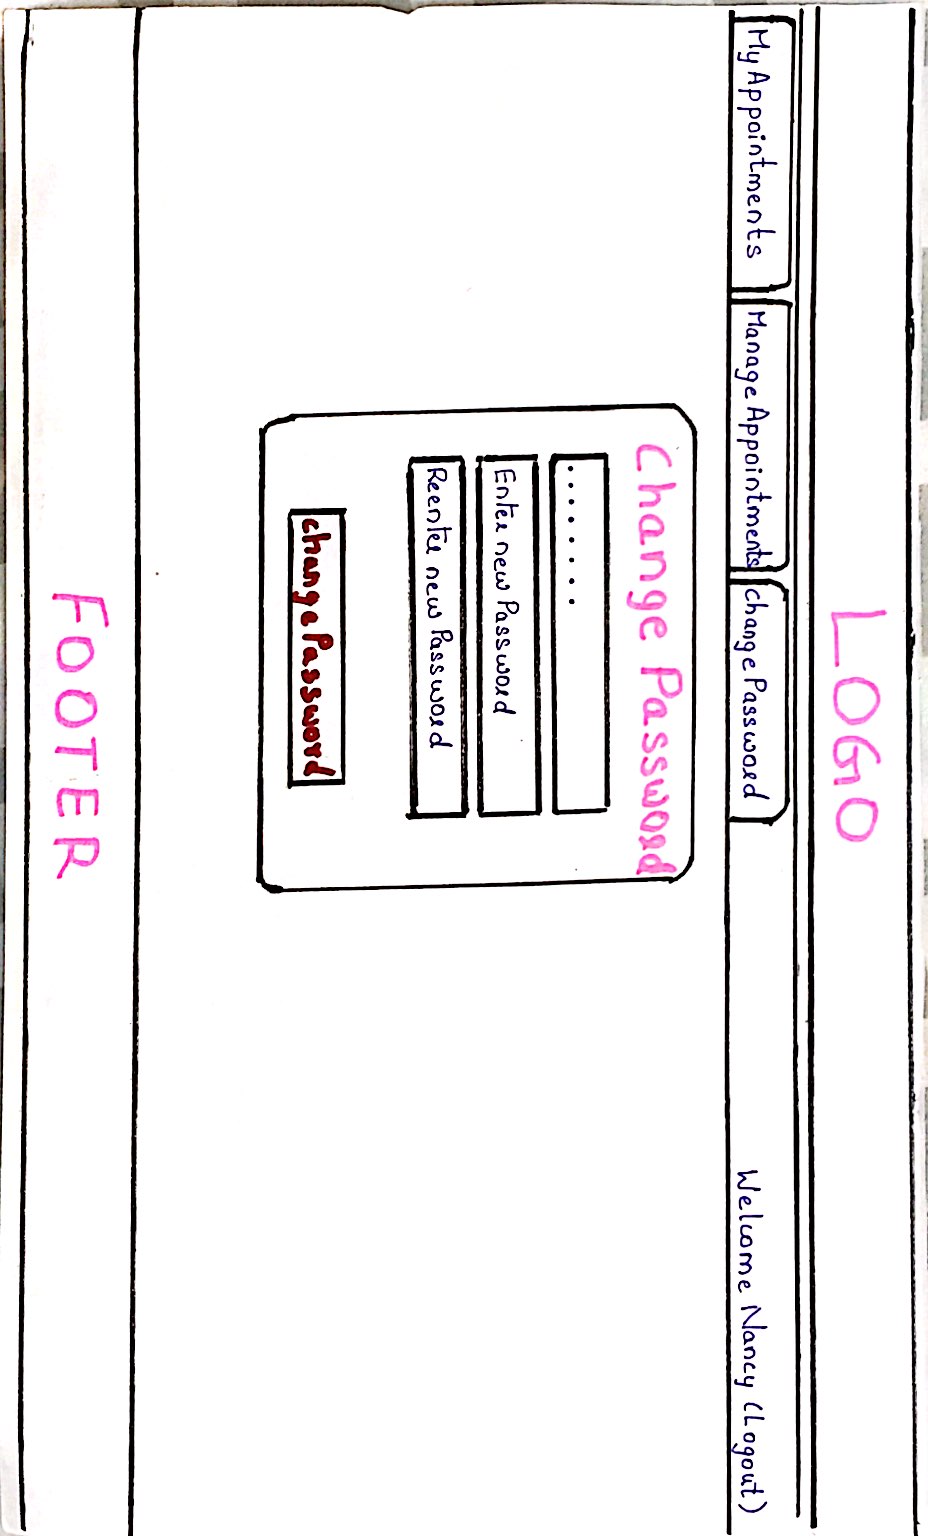 LOGO
My Appointments Manage Appointments change Password Welcome Nancy (Logout)
Change Password
.......
Enter new Password
Reenter new Password
change Password
FOOTER